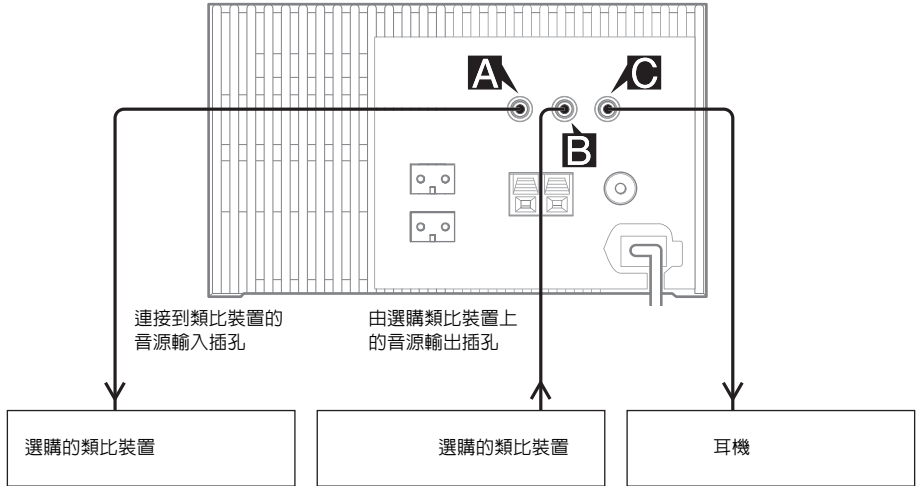 A
C
B
連接到類比裝置的
音源輸入插孔
由選購類比裝置上
的音源輸出插孔
選購的類比裝置
選購的類比裝置
耳機